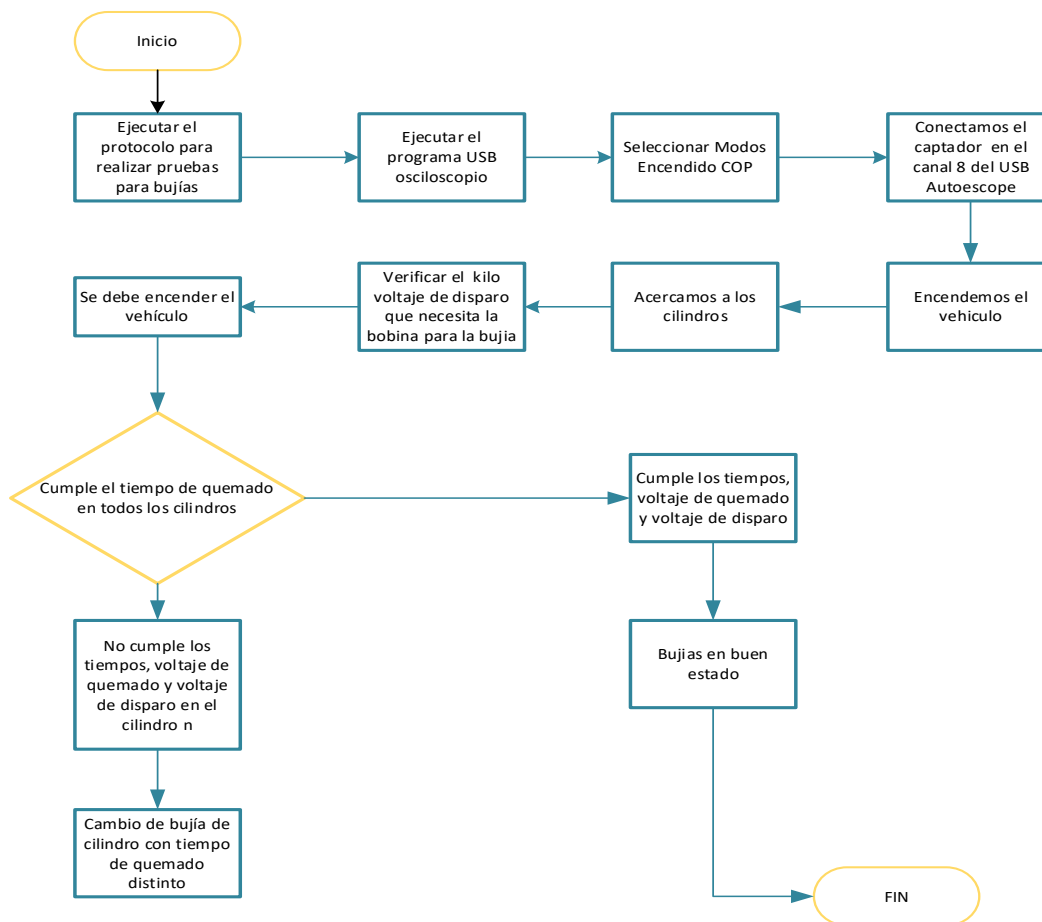 Inicio
Ejecutar el
protocolo para
realizar pruebas
para bujías
Ejecutar el
programa USB
osciloscopio
Seleccionar Modos
Encendido COP
Conectamos el
captador en el
canal 8 del USB
Autoescope
Se debe encender el
vehículo
Verificar el kilo
voltaje de disparo
que necesita la
bobina para la bujia
Acercamos a los
cilindros
Encendemos el
vehiculo
Cumple el tiempo de quemado
en todos los cilindros
Cumple los tiempos,
voltaje de quemado
y voltaje de disparo
No cumple los
tiempos, voltaje de
quemado y voltaje
de disparo en el
cilindro n
Bujias en buen
estado
Cambio de bujía de
cilindro con tiempo
de quemado
distinto
FIN